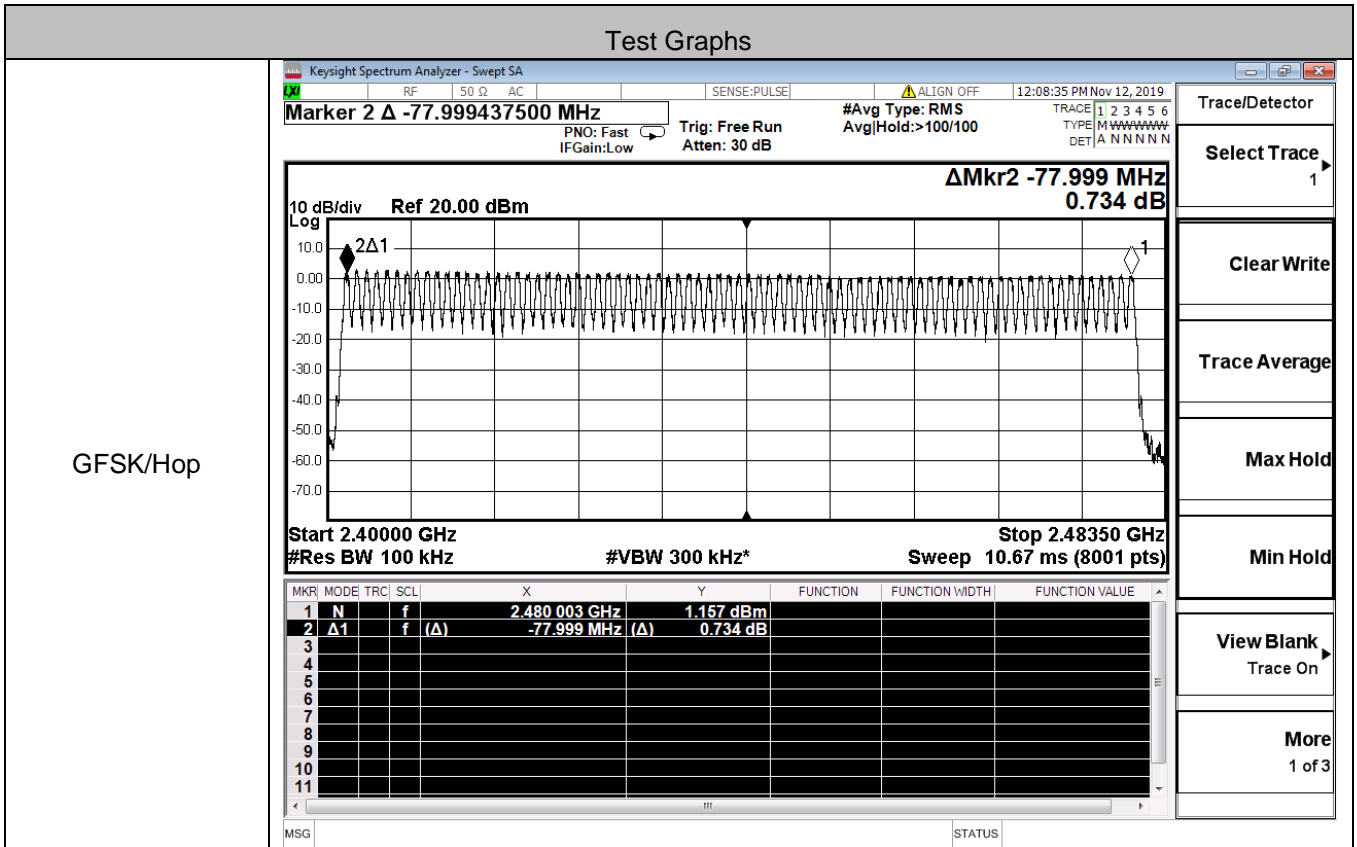 Test Graphs
GFSK/Hop
Keysight Spectrum Analyzer - Swept SA
LXI RF 50 Ω AC SENSE:PULSE ALIGN OFF 12:08:35 PM Nov 12, 2019
Marker 2 Δ -77.999437500 MHz
PNO: Fast
IFGain:Low
Trig: Free Run
Atten: 30 dB
#Avg Type: RMS
Avg|Hold:>100/100
TRACE 1 2 3 4 5 6
TYPE M WWWWW
DET A N N N N N
ΔMkr2 -77.999 MHz
0.734 dB
10 dB/div Ref 20.00 dBm
Log
10.0
0.00
-10.0
-20.0
-30.0
-40.0
-50.0
-60.0
-70.0
2Δ1
1
Start 2.40000 GHz Stop 2.48350 GHz
#Res BW 100 kHz #VBW 300 kHz* Sweep 10.67 ms (8001 pts)
MKR MODE TRC SCL X Y FUNCTION FUNCTION WIDTH FUNCTION VALUE
1 N f 2.480 003 GHz 1.157 dBm
2 Δ1 f (Δ) -77.999 MHz (Δ) 0.734 dB
3
4
5
6
7
8
9
10
11
MSG STATUS
Trace/Detector
Select Trace
1
Clear Write
Trace Average
Max Hold
Min Hold
View Blank
Trace On
More
1 of 3